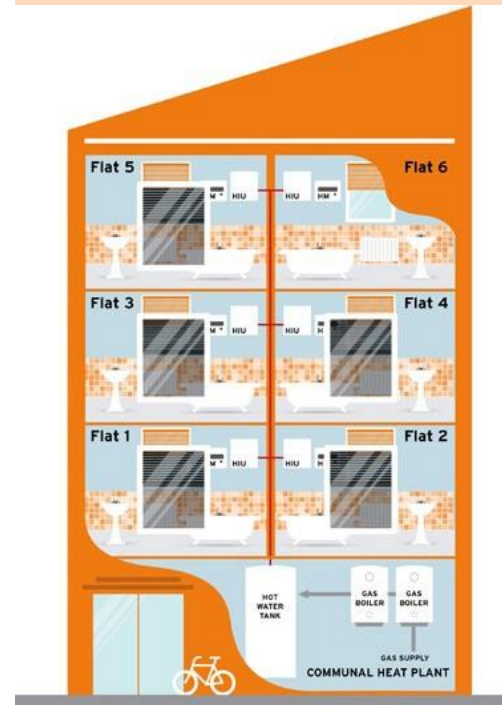 Flat 5
Flat 6
HIU
HIU
HM
Flat 3
Flat 4
HIU
HIU
Flat 1
Flat 2
HIU
HIU
HOT
WATER
TANK
GAS
BOILER
GAS
BOILER
GAS SUPPLY
COMMUNAL HEAT PLANT